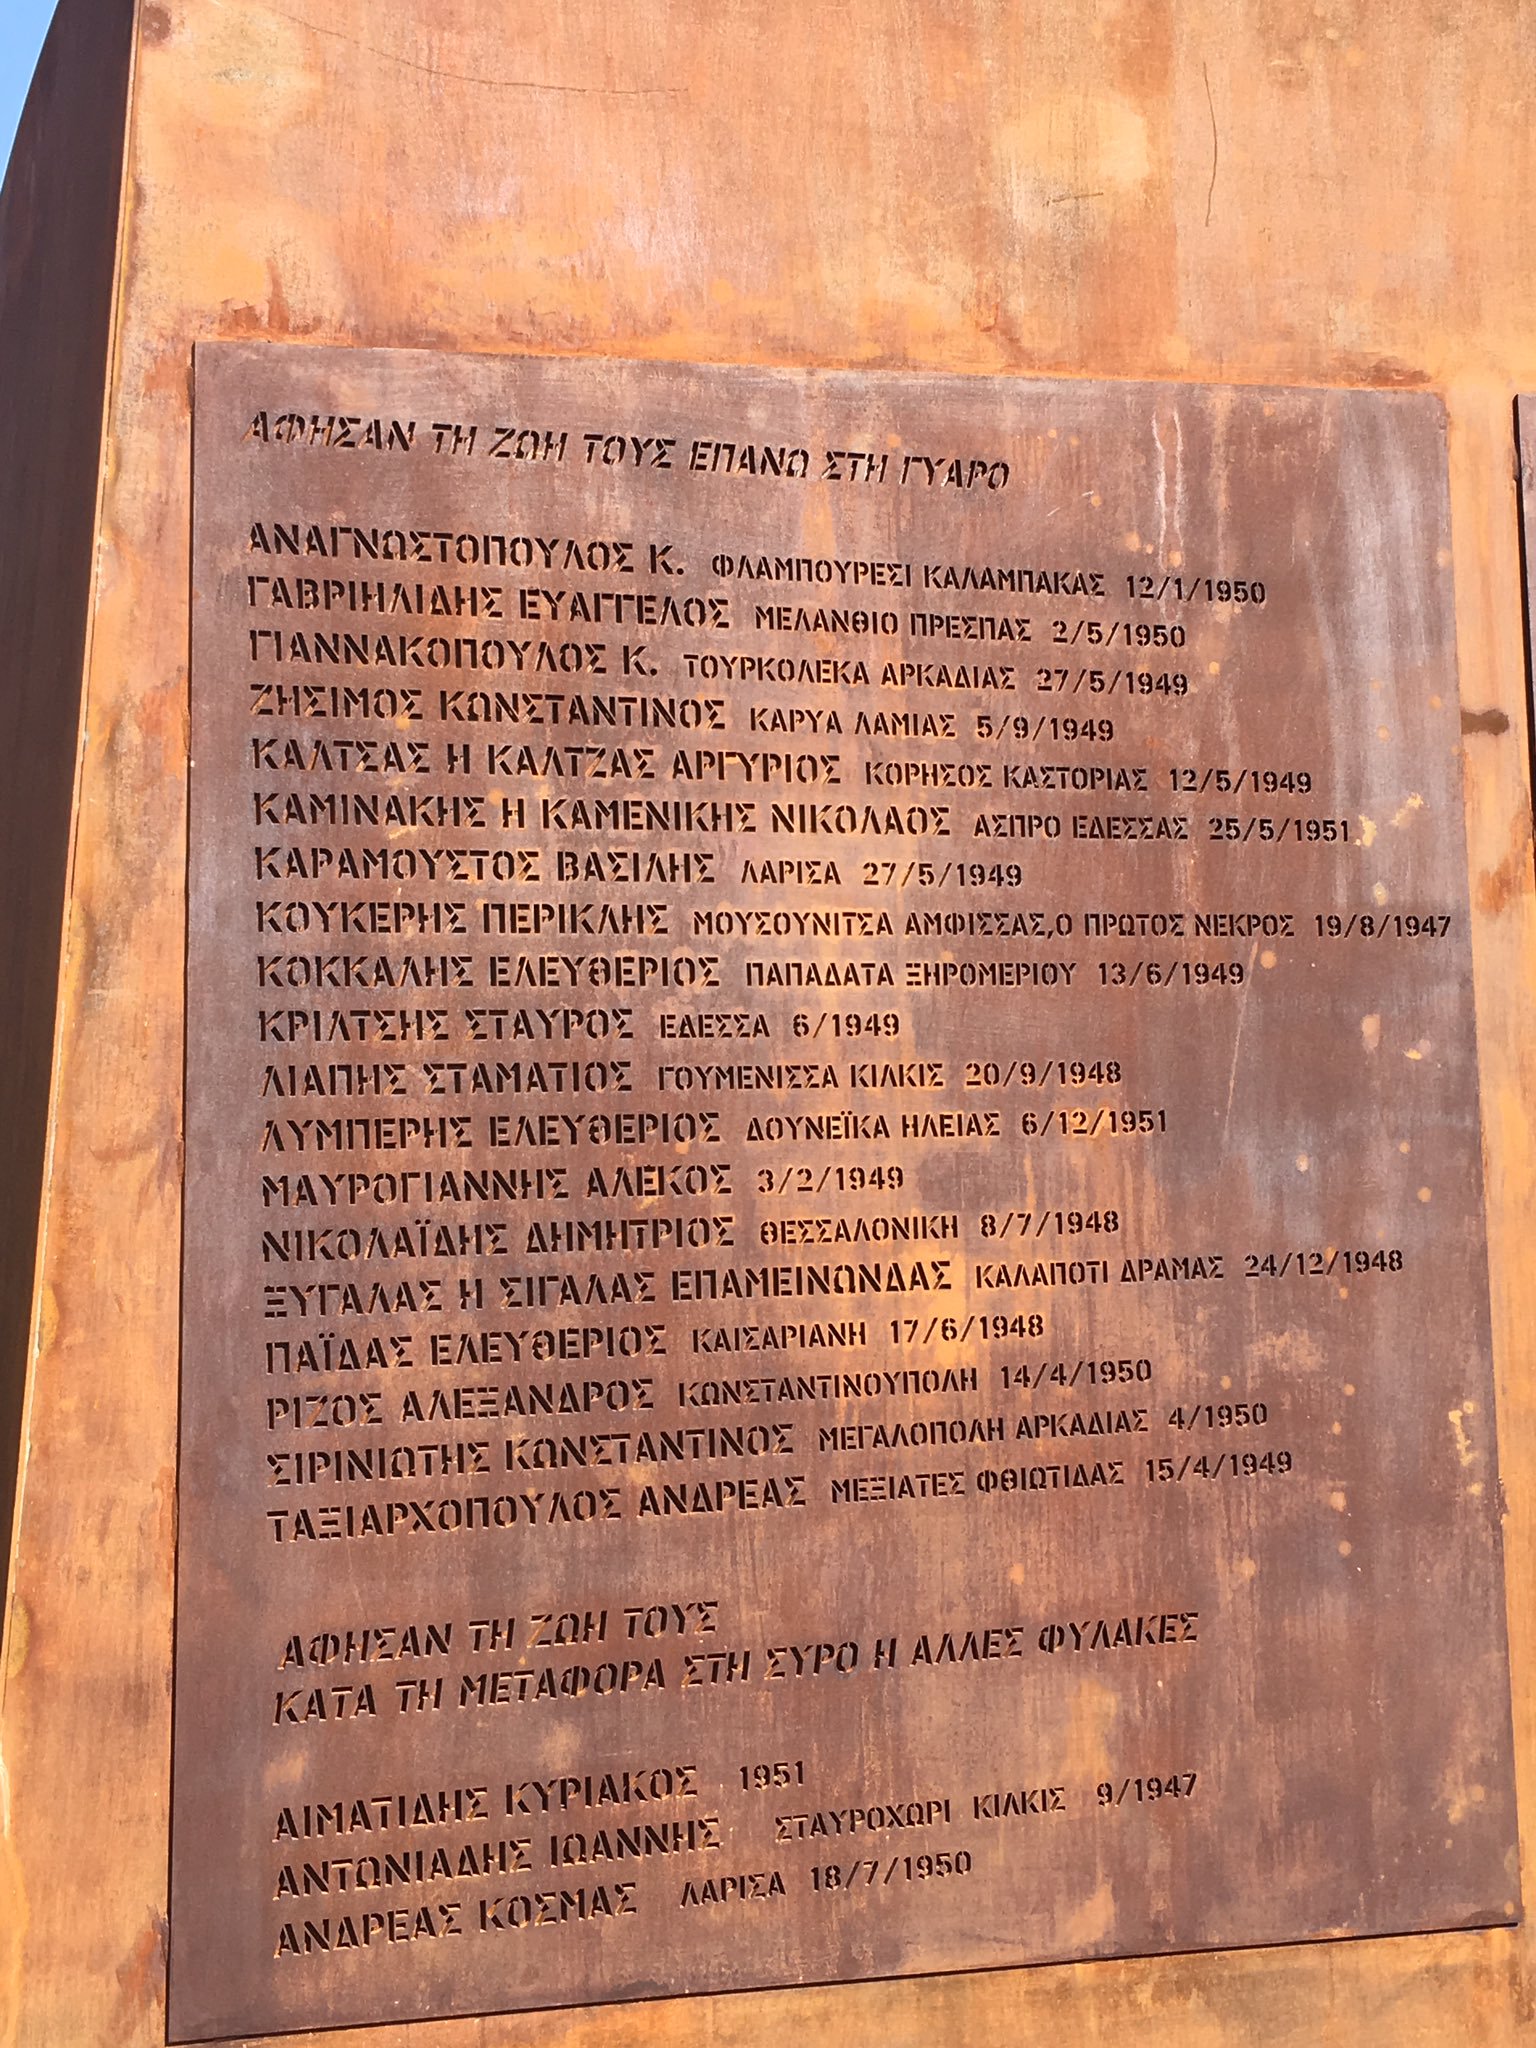 ΑΦΗΣΑΝ ΤΗ ΖΩΗ ΤΟΥΣ ΕΠΑΝΩ ΣΤΗ ΓΥΑΡΟ
ΑΝΑΓΝΩΣΤΟΠΟΥΛΟΣ Κ. ΦΛΑΜΠΟΥΡΕΣΙ ΚΑΛΑΜΠΑΚΑΣ 12/1/1950
ΓΑΒΡΙΗΛΙΔΗΣ ΕΥΑΓΓΕΛΟΣ ΜΕΛΑΝΘΙΟ ΠΡΕΣΠΑΣ 2/5/1950
ΓΙΑΝΝΑΚΟΠΟΥΛΟΣ Κ. ΤΟΥΡΚΟΛΕΚΑ ΑΡΚΑΔΙΑΣ 27/5/1949
ΖΗΣΙΜΟΣ ΚΩΝΣΤΑΝΤΙΝΟΣ ΚΑΡΥΑ ΛΑΜΙΑΣ 5/9/1949
ΚΑΛΤΣΑΣ Η ΚΑΛΤΖΑΣ ΑΡΓΥΡΙΟΣ ΚΟΡΗΣΟΣ ΚΑΣΤΟΡΙΑΣ 12/5/1949
ΚΑΜΙΝΑΚΗΣ Η ΚΑΜΕΝΙΚΗΣ ΝΙΚΟΛΑΟΣ ΑΣΠΡΟ ΕΔΕΣΣΑΣ 25/5/1951
ΚΑΡΑΜΟΥΣΤΟΣ ΒΑΣΙΛΗΣ ΛΑΡΙΣΑ 27/5/1949
ΚΟΥΚΕΡΗΣ ΠΕΡΙΚΛΗΣ ΜΟΥΣΟΥΝΙΤΣΑ ΑΜΦΙΣΣΑΣ,Ο ΠΡΩΤΟΣ ΝΕΚΡΟΣ 19/8/1947
ΚΟΚΚΑΛΗΣ ΕΛΕΥΘΕΡΙΟΣ ΠΑΠΑΔΑΤΑ ΞΗΡΟΜΕΡΙΟΥ 13/6/1949
ΚΡΙΛΤΣΗΣ ΣΤΑΥΡΟΣ ΕΔΕΣΣΑ 6/1949
ΛΙΑΠΗΣ ΣΤΑΜΑΤΙΟΣ ΓΟΥΜΕΝΙΣΣΑ ΚΙΛΚΙΣ 20/9/1948
ΛΥΜΠΕΡΗΣ ΕΛΕΥΘΕΡΙΟΣ ΔΟΥΝΕΪΚΑ ΗΛΕΙΑΣ 6/12/1951
ΜΑΥΡΟΓΙΑΝΝΗΣ ΑΛΕΚΟΣ 3/2/1949
ΝΙΚΟΛΑΪΔΗΣ ΔΗΜΗΤΡΙΟΣ ΘΕΣΣΑΛΟΝΙΚΗ 8/7/1948
ΞΥΓΑΛΑΣ Η ΣΙΓΑΛΑΣ ΕΠΑΜΕΙΝΩΝΔΑΣ ΚΑΛΑΠΟΤΙ ΔΡΑΜΑΣ 24/12/1948
ΠΑΪΔΑΣ ΕΛΕΥΘΕΡΙΟΣ ΚΑΙΣΑΡΙΑΝΗ 17/6/1948
ΡΙΖΟΣ ΑΛΕΞΑΝΔΡΟΣ ΚΩΝΣΤΑΝΤΙΝΟΥΠΟΛΗ 14/4/1950
ΣΙΡΙΝΙΩΤΗΣ ΚΩΝΣΤΑΝΤΙΝΟΣ ΜΕΓΑΛΟΠΟΛΗ ΑΡΚΑΔΙΑΣ 4/1950
ΤΑΞΙΑΡΧΟΠΟΥΛΟΣ ΑΝΔΡΕΑΣ ΜΕΞΙΑΤΕΣ ΦΘΙΩΤΙΔΑΣ 15/4/1949
ΑΦΗΣΑΝ ΤΗ ΖΩΗ ΤΟΥΣ
ΚΑΤΑ ΤΗ ΜΕΤΑΦΟΡΑ ΣΤΗ ΣΥΡΟ Η ΑΛΛΕΣ ΦΥΛΑΚΕΣ
ΑΙΜΑΤΙΔΗΣ ΚΥΡΙΑΚΟΣ 1951
ΑΝΤΩΝΙΑΔΗΣ ΙΩΑΝΝΗΣ ΣΤΑΥΡΟΧΩΡΙ ΚΙΛΚΙΣ 9/1947
ΑΝΔΡΕΑΣ ΚΟΣΜΑΣ ΛΑΡΙΣΑ 18/7/1950